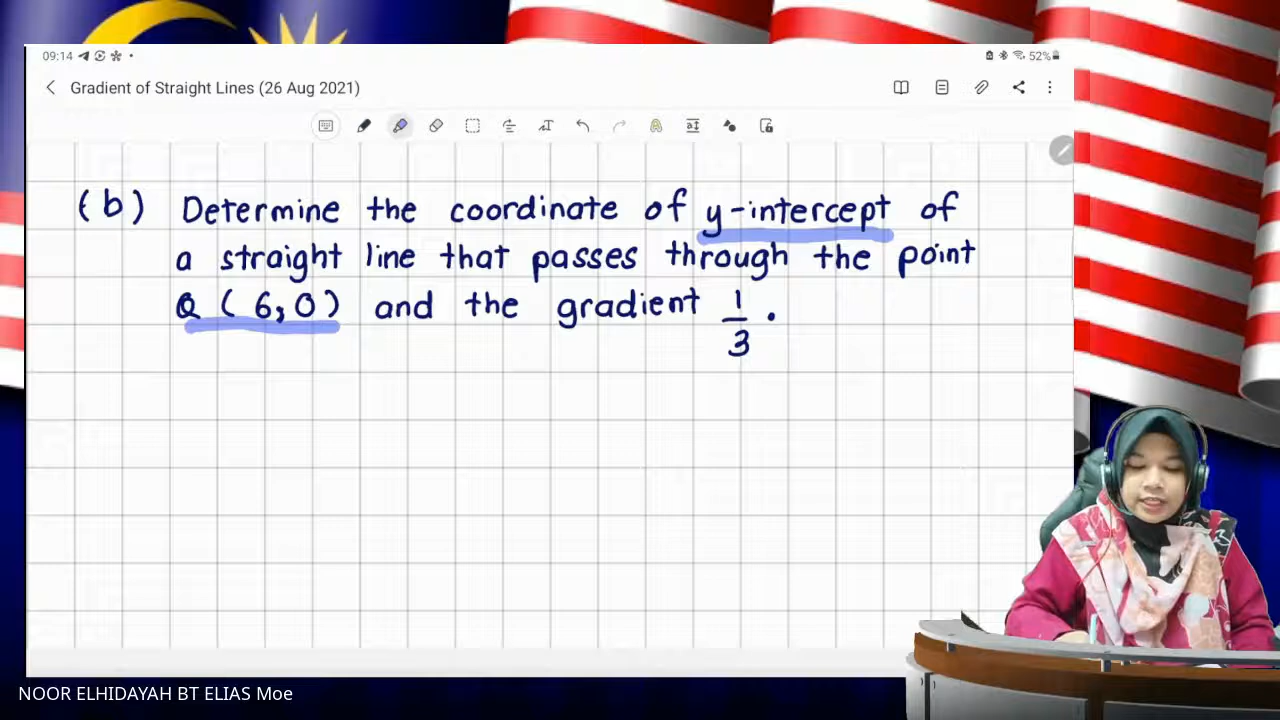 09:14
52%
Gradient of Straight Lines (26 Aug 2021)
(b) Determine the coordinate of y-intercept of
a straight line that passes through the point
Q (6,0) and the gradient 1/3.
NOOR ELHIDAYAH BT ELIAS Moe